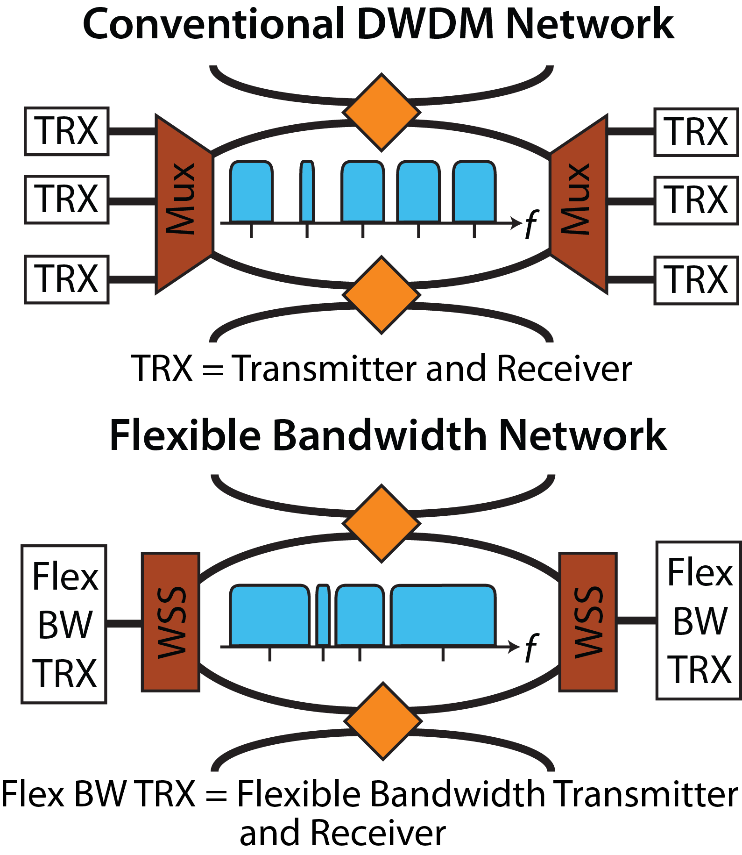 Conventional DWDM Network
TRX
TRX
TRX
Mux
f
Mux
TRX
TRX
TRX
TRX = Transmitter and Receiver
Flexible Bandwidth Network
Flex
BW
TRX
WSS
f
WSS
Flex
BW
TRX
Flex BW TRX = Flexible Bandwidth Transmitter
and Receiver